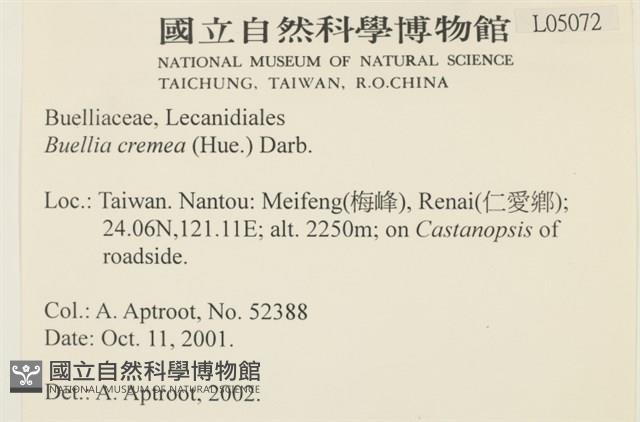 國立自然科學博物館
L05072
NATIONAL MUSEUM OF NATURAL SCIENCE
TAICHUNG, TAIWAN, R.O.CHINA
Buelliaceae, Lecanidiales
Buellia cremea (Hue.) Darb.
Loc.: Taiwan. Nantou: Meifeng(梅峰), Renai(仁愛鄉);
24.06N,121.11E; alt. 2250m; on Castanopsis of
roadside.
Col.: A. Aptroot, No. 52388
Date: Oct. 11, 2001.
國立自然科學博物館
NATIONAL MUSEUM OF NATURAL SCIENCE
Det.: A. Aptroot, 2002.